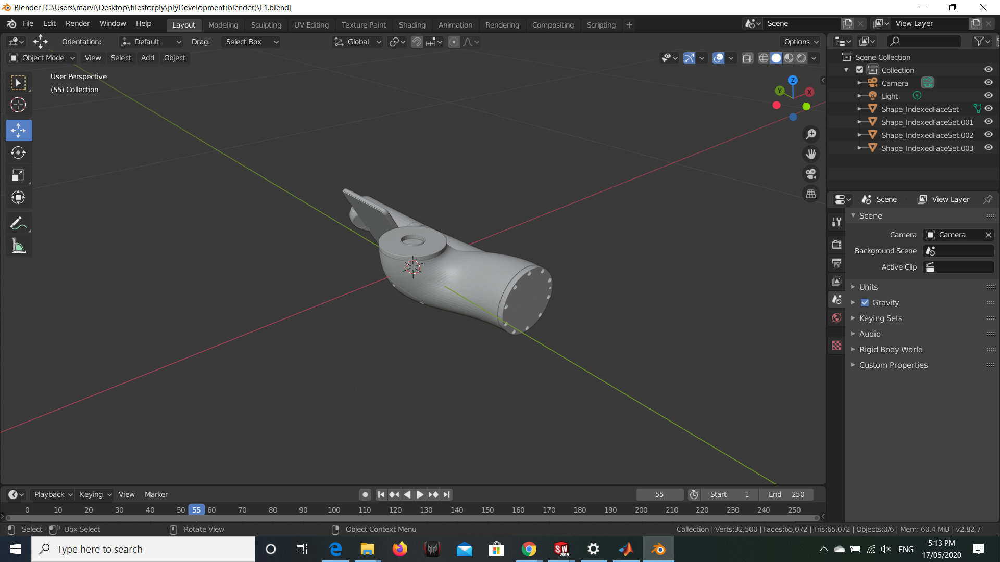 Blender [C:\Users\marvi\Desktop\filesforply\plyDevelopment(blender)\L1.blend]
File Edit Render Window Help Layout Modeling Sculpting UV Editing Texture Paint Shading Animation Rendering Compositing Scripting + Scene View Layer
Orientation: Default Drag: Select Box Global Options
Object Mode View Select Add Object
User Perspective
(55) Collection
Z
Y
X
Scene Collection
Collection
Camera
Light
Shape_IndexedFaceSet
Shape_IndexedFaceSet.001
Shape_IndexedFaceSet.002
Shape_IndexedFaceSet.003
Scene View Layer
Scene
Camera Camera
Background Scene
Active Clip
Units
Gravity
Keying Sets
Audio
Rigid Body World
Custom Properties
Playback Keying View Marker 55 Start 1 End 250
0 10 20 30 40 50 55 60 70 80 90 100 110 120 130 140 150 160 170 180 190 200 210 220 230 240 250
Select Box Select Rotate View Object Context Menu Collection | Verts:32,500 | Faces:65,072 | Tris:65,072 | Objects:0/6 | Mem: 60.4 MiB | v2.82.7
Type here to search
SW
2019
ENG
5:13 PM
17/05/2020